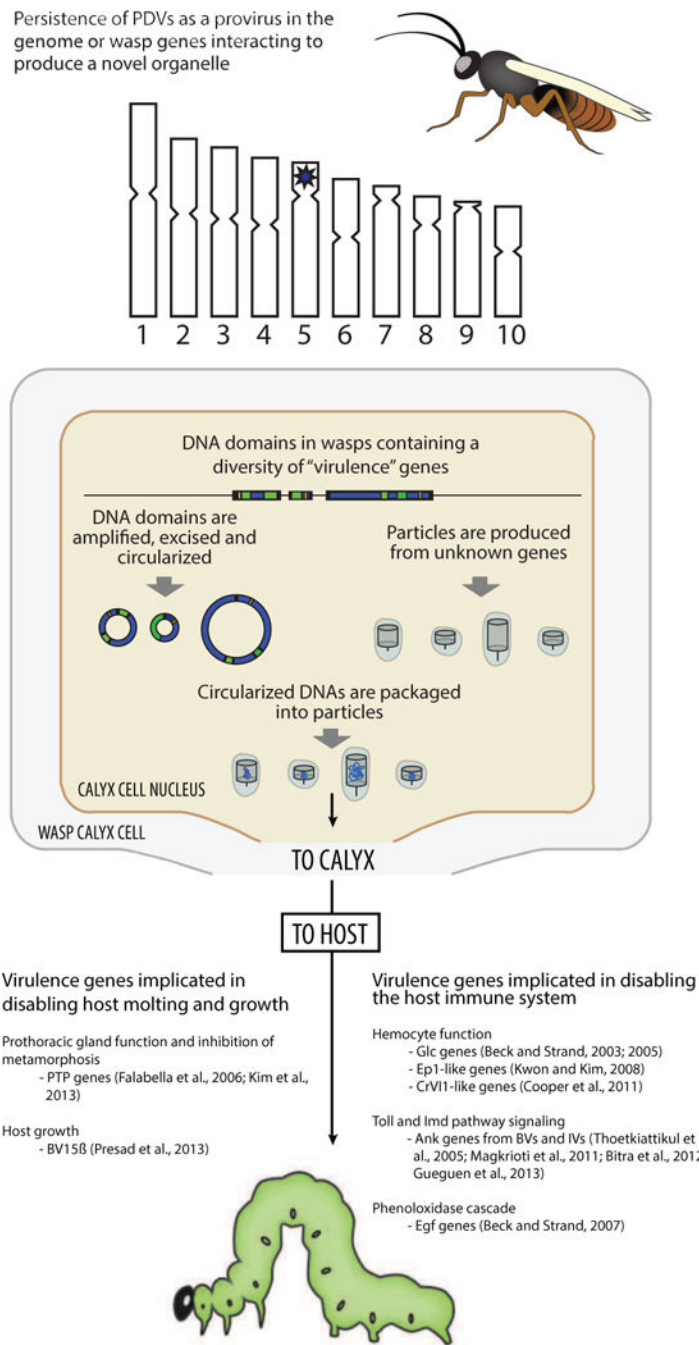 Persistence of PDVs as a provirus in the
genome or wasp genes interacting to
produce a novel organelle
1 2 3 4 5 6 7 8 9 10
DNA domains in wasps containing a
diversity of “virulence” genes
DNA domains are
amplified, excised and
circularized
Particles are produced
from unknown genes
Circularized DNAs are packaged
into particles
CALYX CELL NUCLEUS
WASP CALYX CELL
TO CALYX
TO HOST
Virulence genes implicated in
disabling host molting and growth
Prothoracic gland function and inhibition of
metamorphosis
- PTP genes (Falabella et al., 2006; Kim et al.,
2013)
Host growth
- BV15ß (Presad et al., 2013)
Virulence genes implicated in disabling
the host immune system
Hemocyte function
- Glc genes (Beck and Strand, 2003; 2005)
- Ep1-like genes (Kwon and Kim, 2008)
- CrVI1-like genes (Cooper et al., 2011)
Toll and Imd pathway signaling
- Ank genes from BVs and IVs (Thoetkiattikul et
al., 2005; Magkrioti et al., 2011; Bitra et al., 2012
Gueguen et al., 2013)
Phenoloxidase cascade
- Egf genes (Beck and Strand, 2007)